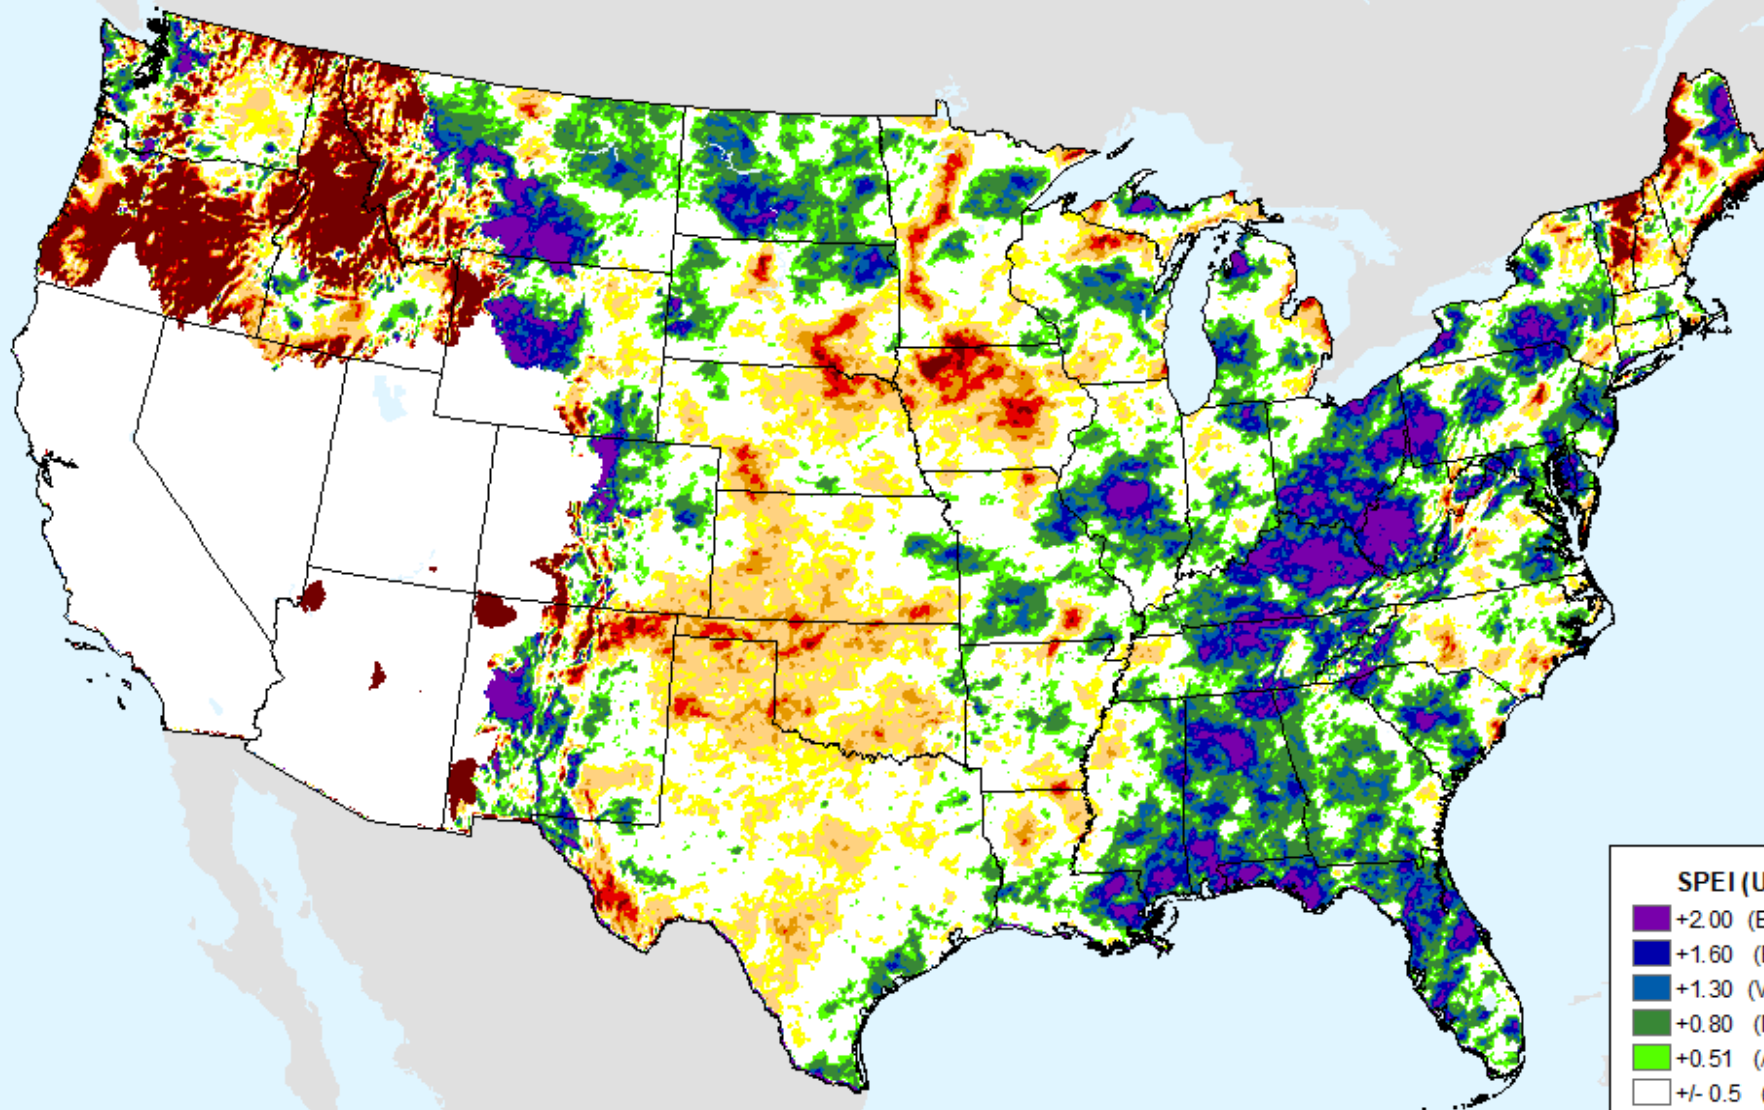 SPEI (U
+2.00 (E
+1.60 (
+1.30 (V
+0.80 (
+0.51 (
+/- 0.5 (